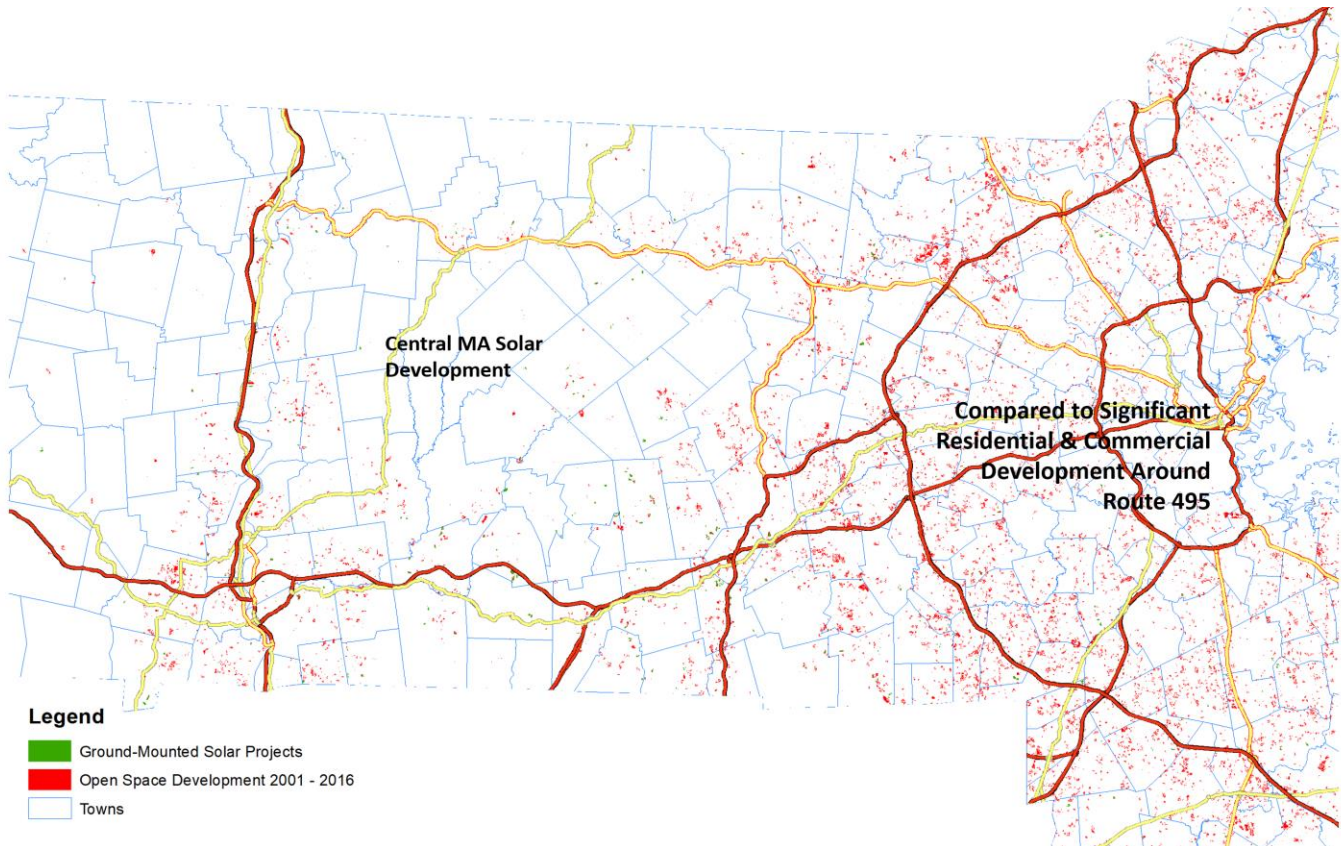 Central MA Solar
Development
Compared to Significant
Residential & Commercial
Development Around
Route 495
Legend
Ground-Mounted Solar Projects
Open Space Development 2001 - 2016
Towns